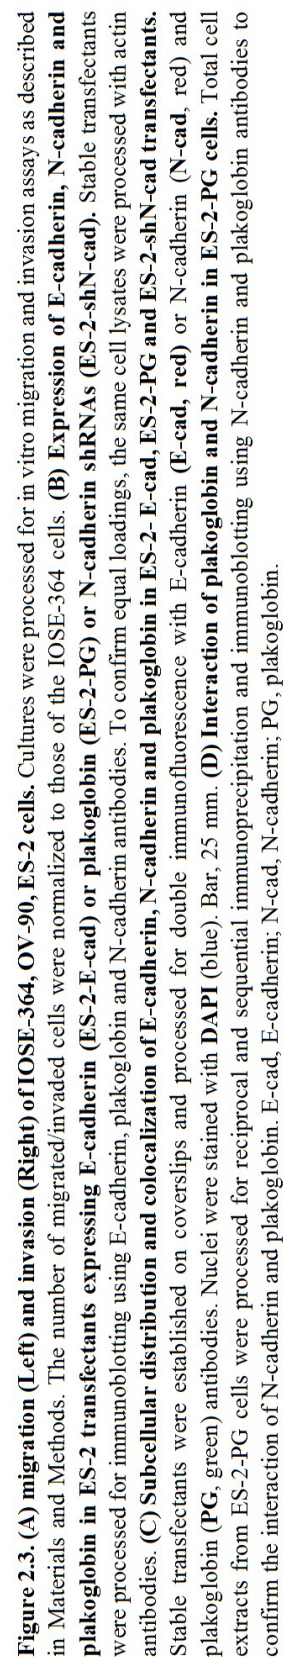 Figure 2.3. (A) migration (Left) and invasion (Right) of IOSE-364, OV-90, ES-2 cells. Cultures were processed for in vitro migration and invasion assays as described
in Materials and Methods. The number of migrated/invaded cells were normalized to those of the IOSE-364 cells. (B) Expression of E-cadherin, N-cadherin and
plakoglobin in ES-2 transfectants expressing E-cadherin (ES-2-E-cad) or plakoglobin (ES-2-PG) or N-cadherin shRNAs (ES-2-shN-cad). Stable transfectants
were processed for immunoblotting using E-cadherin, plakoglobin and N-cadherin antibodies. To confirm equal loadings, the same cell lysates were processed with actin
antibodies. (C) Subcellular distribution and colocalization of E-cadherin, N-cadherin and plakoglobin in ES-2- E-cad, ES-2-PG and ES-2-shN-cad transfectants.
Stable transfectants were established on coverslips and processed for double immunofluorescence with E-cadherin (E-cad, red) or N-cadherin (N-cad, red) and
plakoglobin (PG, green) antibodies. Nuclei were stained with DAPI (blue). Bar, 25 mm. (D) Interaction of plakoglobin and N-cadherin in ES-2-PG cells. Total cell
extracts from ES-2-PG cells were processed for reciprocal and sequential immunoprecipitation and immunoblotting using N-cadherin and plakoglobin antibodies to
confirm the interaction of N-cadherin and plakoglobin. E-cad, E-cadherin; N-cad, N-cadherin; PG, plakoglobin.